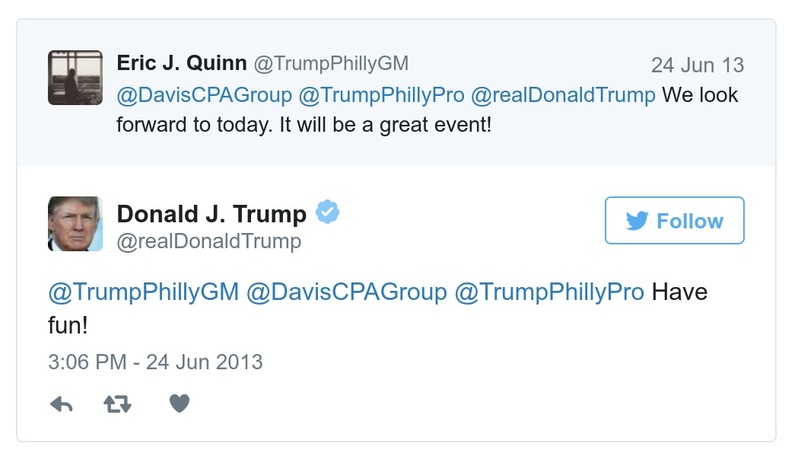 Eric J. Quinn @TrumpPhillyGM 24 Jun 13
@DavisCPAGroup @TrumpPhillyPro @realDonaldTrump We look
forward to today. It will be a great event!
Donald J. Trump
@realDonaldTrump
Follow
@TrumpPhillyGM @DavisCPAGroup @TrumpPhillyPro Have
fun!
3:06 PM - 24 Jun 2013